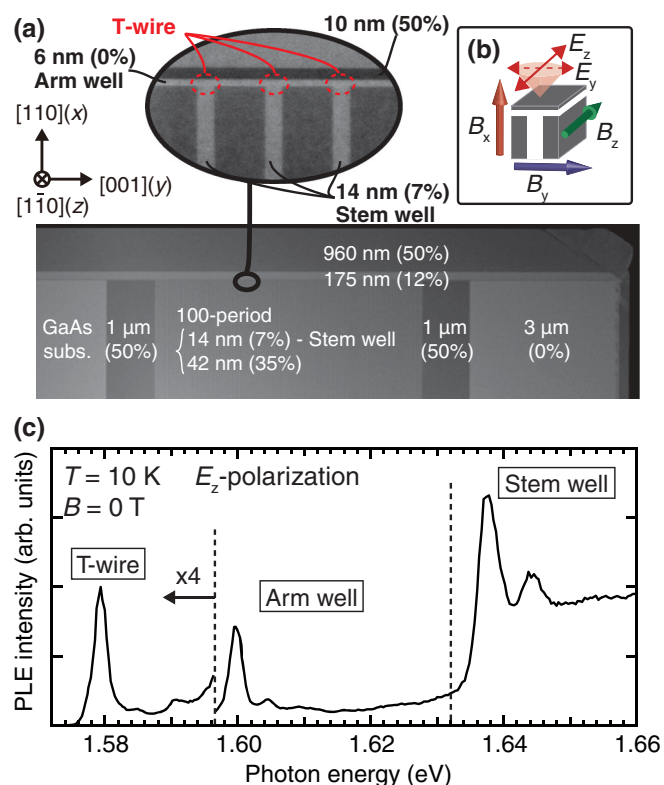 (a)
T-wire
10 nm (50%)
6 nm (0%)
Arm well
[110](x)
[001](y)
[11̄0](z)
14 nm (7%)
Stem well
(b)
E_z
E_y
B_x
B_z
B_y
960 nm (50%)
175 nm (12%)
GaAs
subs.
1 µm
(50%)
100-period
14 nm (7%) - Stem well
42 nm (35%)
1 µm
(50%)
3 µm
(0%)
(c)
T = 10 K E_z-polarization
B = 0 T
Stem well
T-wire
x4
Arm well
PLE intensity (arb. units)
1.58 1.60 1.62 1.64 1.66
Photon energy (eV)